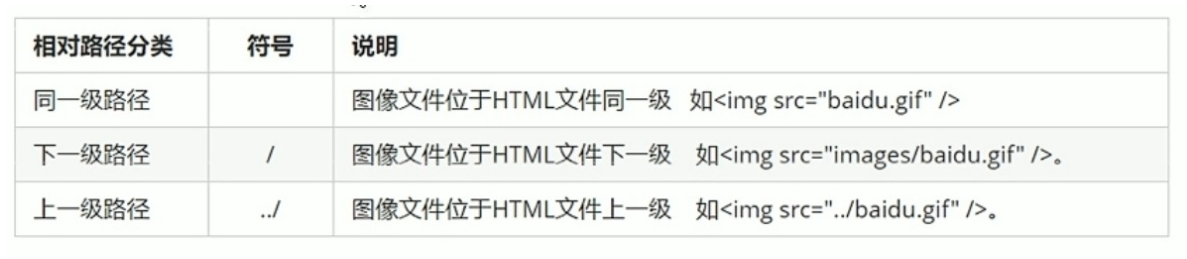 相对路径分类 符号 说明
同一级路径 图像文件位于HTML文件同一级 如<img src="baidu.gif" />
下一级路径 / 图像文件位于HTML文件下一级 如<img src="images/baidu.gif" />。
上一级路径 ../ 图像文件位于HTML文件上一级 如<img src="../baidu.gif" />。